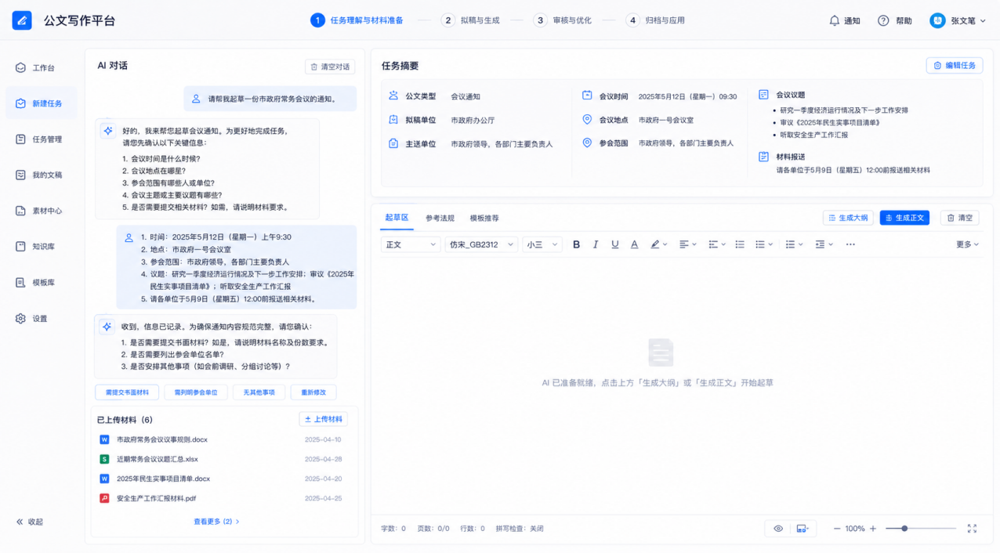 公文写作平台
1 任务理解与材料准备
2 拟稿与生成
3 审核与优化
4 归档与应用
通知
帮助
张文笔
工作台
新建任务
任务管理
我的文稿
素材中心
知识库
模板库
设置
收起
AI 对话
清空对话
请帮我起草一份市政府常务会议的通知。
好的，我来帮您起草会议通知。为更好地完成任务，
请您先确认以下关键信息：
1. 会议时间是什么时候?
2. 会议地点在哪星?
3. 参会范围有哪些人或单位?
4. 会议主题或主要议题有哪些?
5. 是否需要提交相关材料？如需，请说明材料要求。
1. 时间：2025年5月12日（星期一）上午9:30
2. 地点：市政府一号会议室
3. 参会范围：市政府领导，各部门主要负责人
4. 议题：研究一季度经济运行情况及下一步工作安排；审议《2025年
民生实事项目清单》；听取安全生产工作汇报
5. 请各单位于5月9日（星期五）12:00前报送相关材料。
收到，信息已记录。为确保通知内容规范完整，请您确认：
1. 是否需要提交书面材料？如是，请说明材料名称及份数要求。
2. 是否需要列出参会单位名单?
3. 是否安排其他事项（如会前调研、分组讨论等）?
需提交书面材料
需列明参会单位
无其他事项
重新修改
已上传材料（6）
上传材料
市政府常务会议议事规则.docx 2025-04-10
近期常务会议议题汇总.xlsx 2025-04-28
2025年民生实事项目清单.docx 2025-04-20
安全生产工作汇报材料.pdf 2025-04-25
查看更多 (2)
任务摘要
编辑任务
公文类型 会议通知
拟稿单位 市政府办公厅
主送单位 市政府领导，各部门主要负责人
会议时间 2025年5月12日（星期一）09:30
会议地点 市政府一号会议室
参会范围 市政府领导，各部门主要负责人
会议议题
• 研究一季度经济运行情况及下一步工作安排
• 审议《2025年民生实事项目清单》
• 听取安全生产工作汇报
材料报送
请各单位于5月9日（星期五）12:00前报送相关材料
起草区
参考法规
模板推荐
生成大纲
生成正文
清空
正文
仿宋_GB2312
小三
B I U A
更多
AI 已准备就绪，点击上方「生成大纲」或「生成正文」开始起草
字数：0 页数：0/0 行数：0 拼写检查：关闭
100%